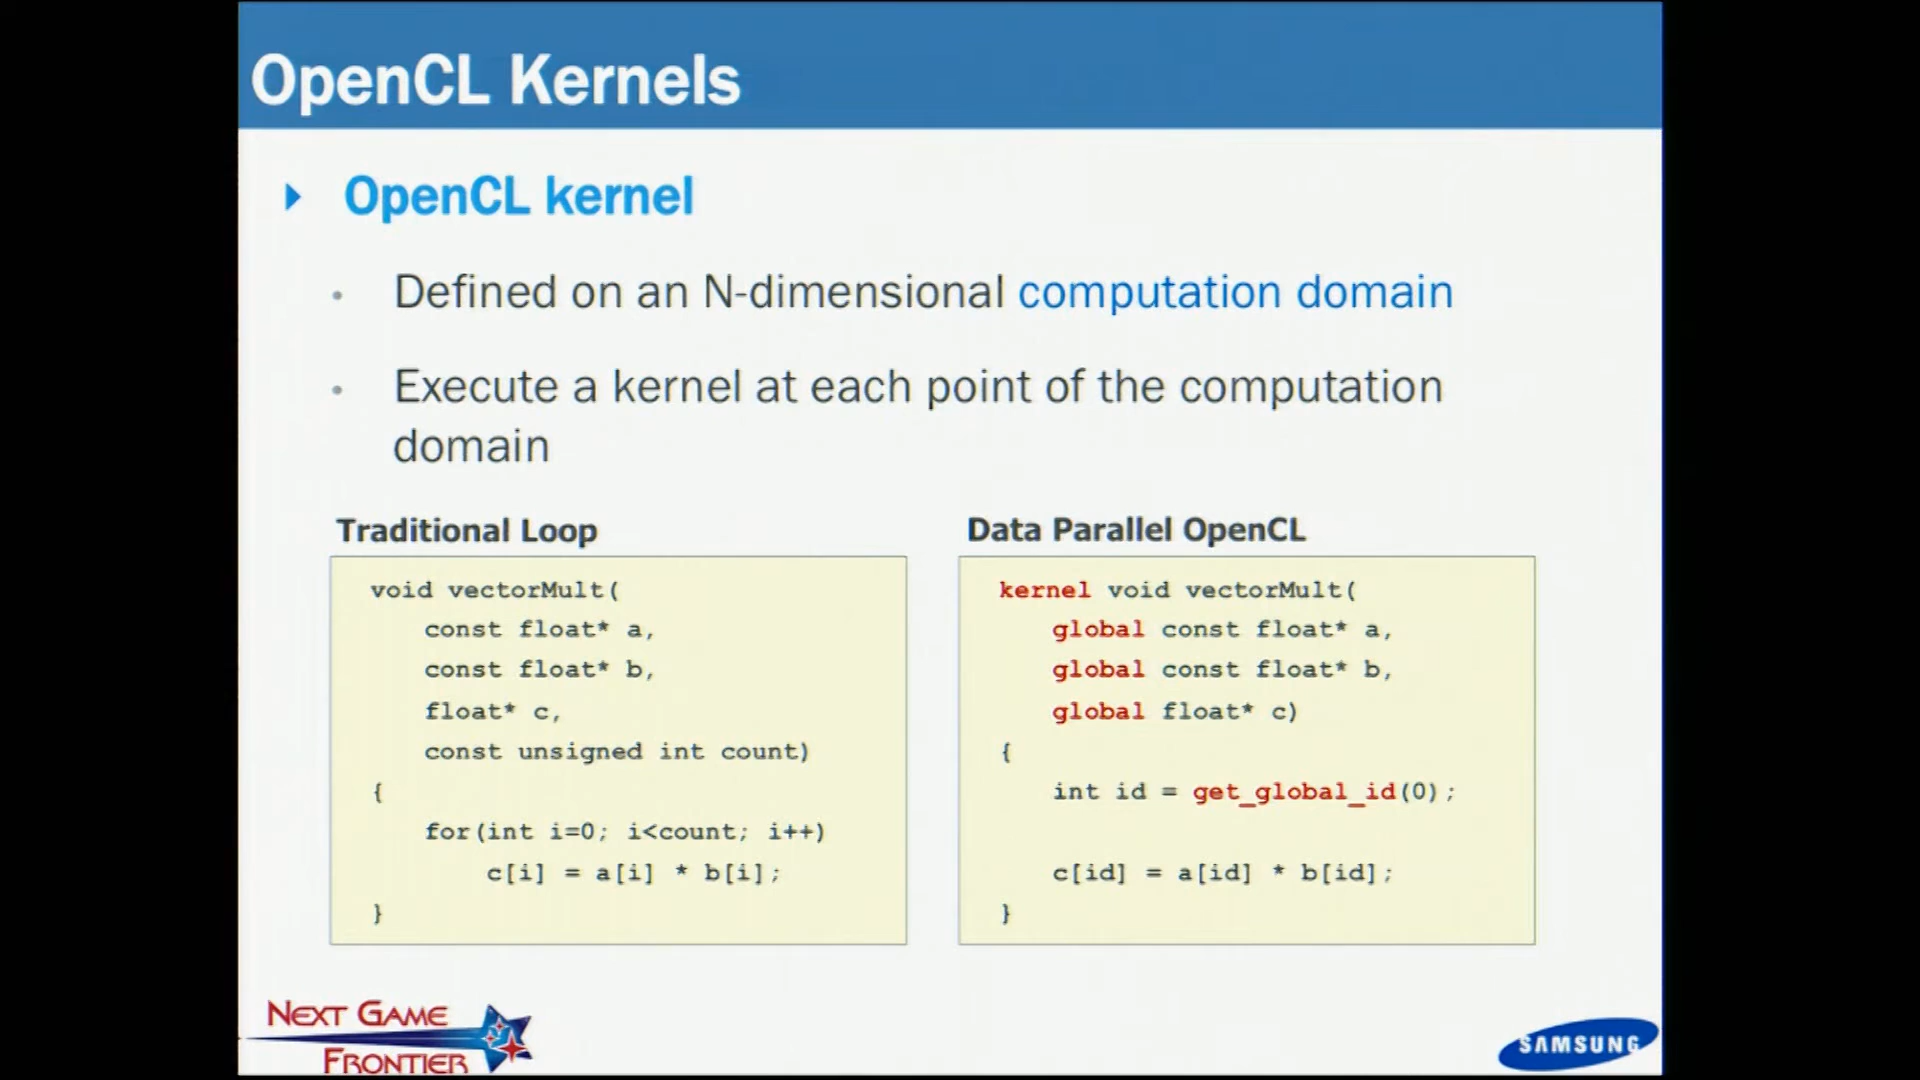 OpenCL Kernels
OpenCL kernel
• Defined on an N-dimensional computation domain
• Execute a kernel at each point of the computation
domain
Traditional Loop
void vectorMult(
const float* a,
const float* b,
float* c,
const unsigned int count)
{
for(int i=0; i<count; i++)
c[i] = a[i] * b[i];
}
Data Parallel OpenCL
kernel void vectorMult(
global const float* a,
global const float* b,
global float* c)
{
int id = get_global_id(0);
c[id] = a[id] * b[id];
}
NEXT GAME
FRONTIER
SAMSUNG